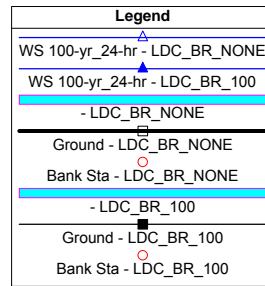 Legend
WS 100-yr_24-hr - LDC_BR_NONE
WS 100-yr_24-hr - LDC_BR_100
- LDC_BR_NONE
Ground - LDC_BR_NONE
Bank Sta - LDC_BR_NONE
- LDC_BR_100
Ground - LDC_BR_100
Bank Sta - LDC_BR_100